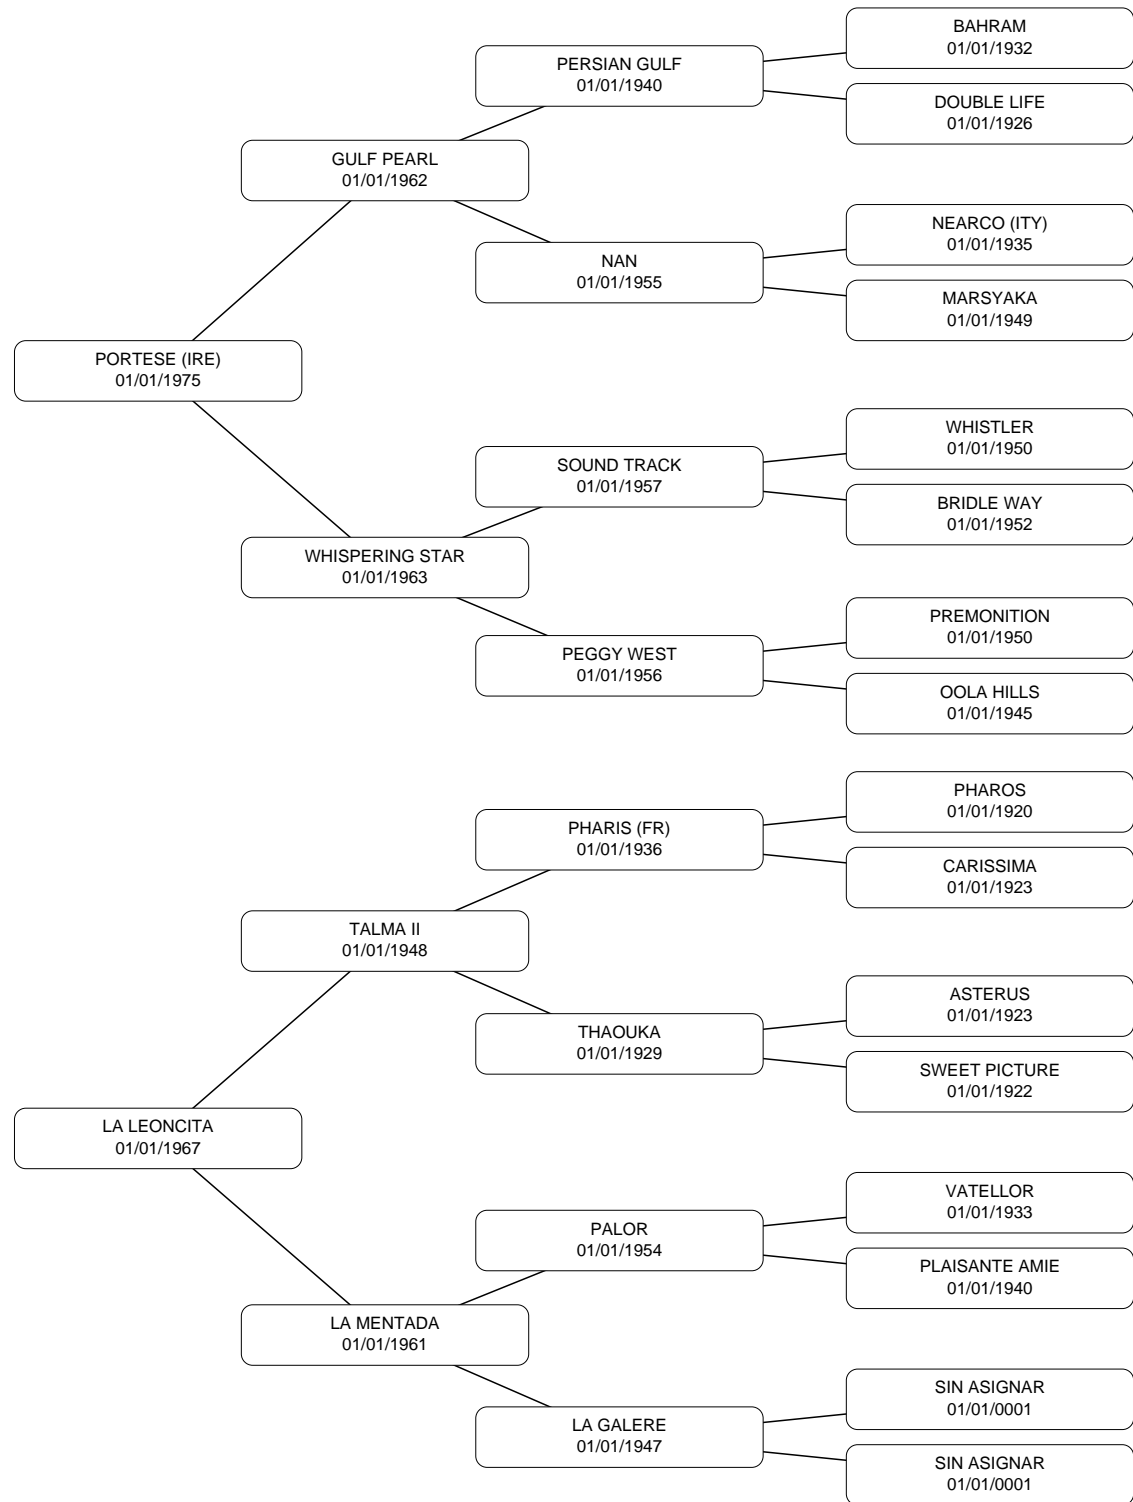 BAHRAM
01/01/1932
PERSIAN GULF
01/01/1940
DOUBLE LIFE
01/01/1926
GULF PEARL
01/01/1962
NEARCO (ITY)
01/01/1935
NAN
01/01/1955
MARSYAKA
01/01/1949
PORTESE (IRE)
01/01/1975
WHISTLER
01/01/1950
SOUND TRACK
01/01/1957
BRIDLE WAY
01/01/1952
WHISPERING STAR
01/01/1963
PREMONITION
01/01/1950
PEGGY WEST
01/01/1956
OOLA HILLS
01/01/1945
PHAROS
01/01/1920
PHARIS (FR)
01/01/1936
CARISSIMA
01/01/1923
TALMA II
01/01/1948
ASTERUS
01/01/1923
THAOUKA
01/01/1929
SWEET PICTURE
01/01/1922
LA LEONCITA
01/01/1967
VATELLOR
01/01/1933
PALOR
01/01/1954
PLAISANTE AMIE
01/01/1940
LA MENTADA
01/01/1961
SIN ASIGNAR
01/01/0001
LA GALERE
01/01/1947
SIN ASIGNAR
01/01/0001